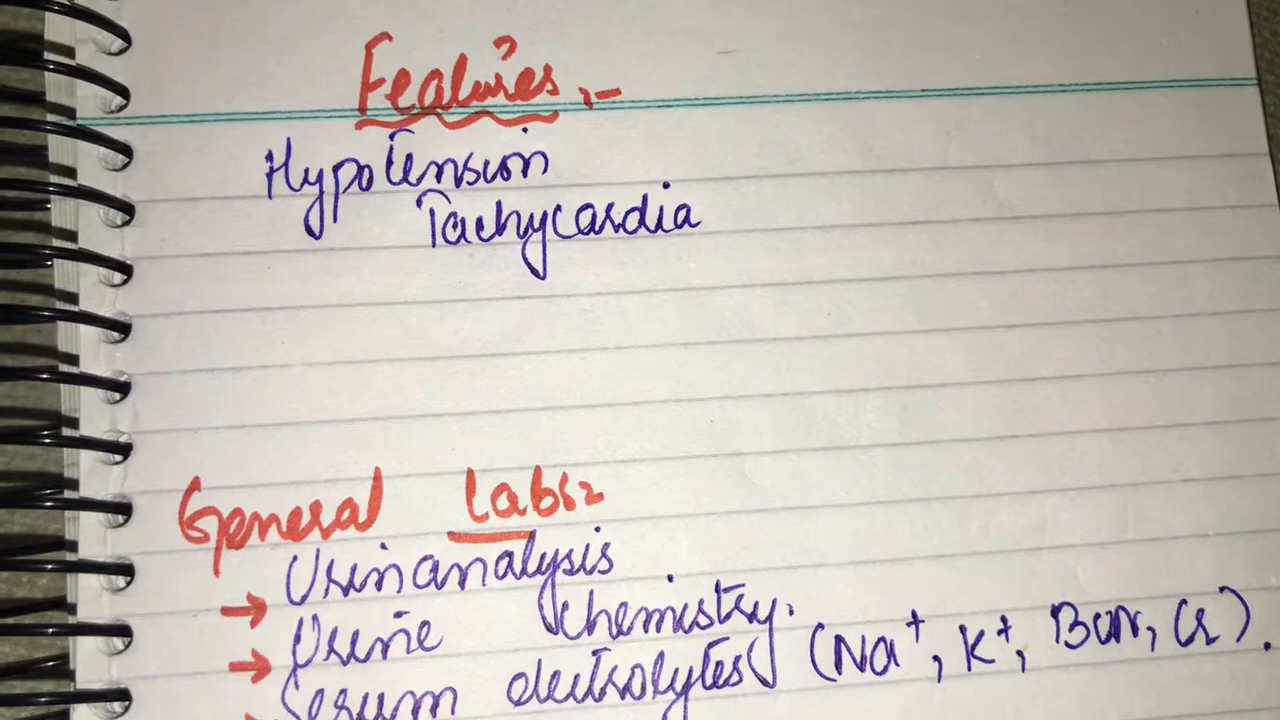 Features :-
Hypotension
Tachycardia
General Labs:
→ Urinanalysis
→ Urine chemistry.
→ Serum electrolytes (Na⁺, K⁺, BUN, Cr).